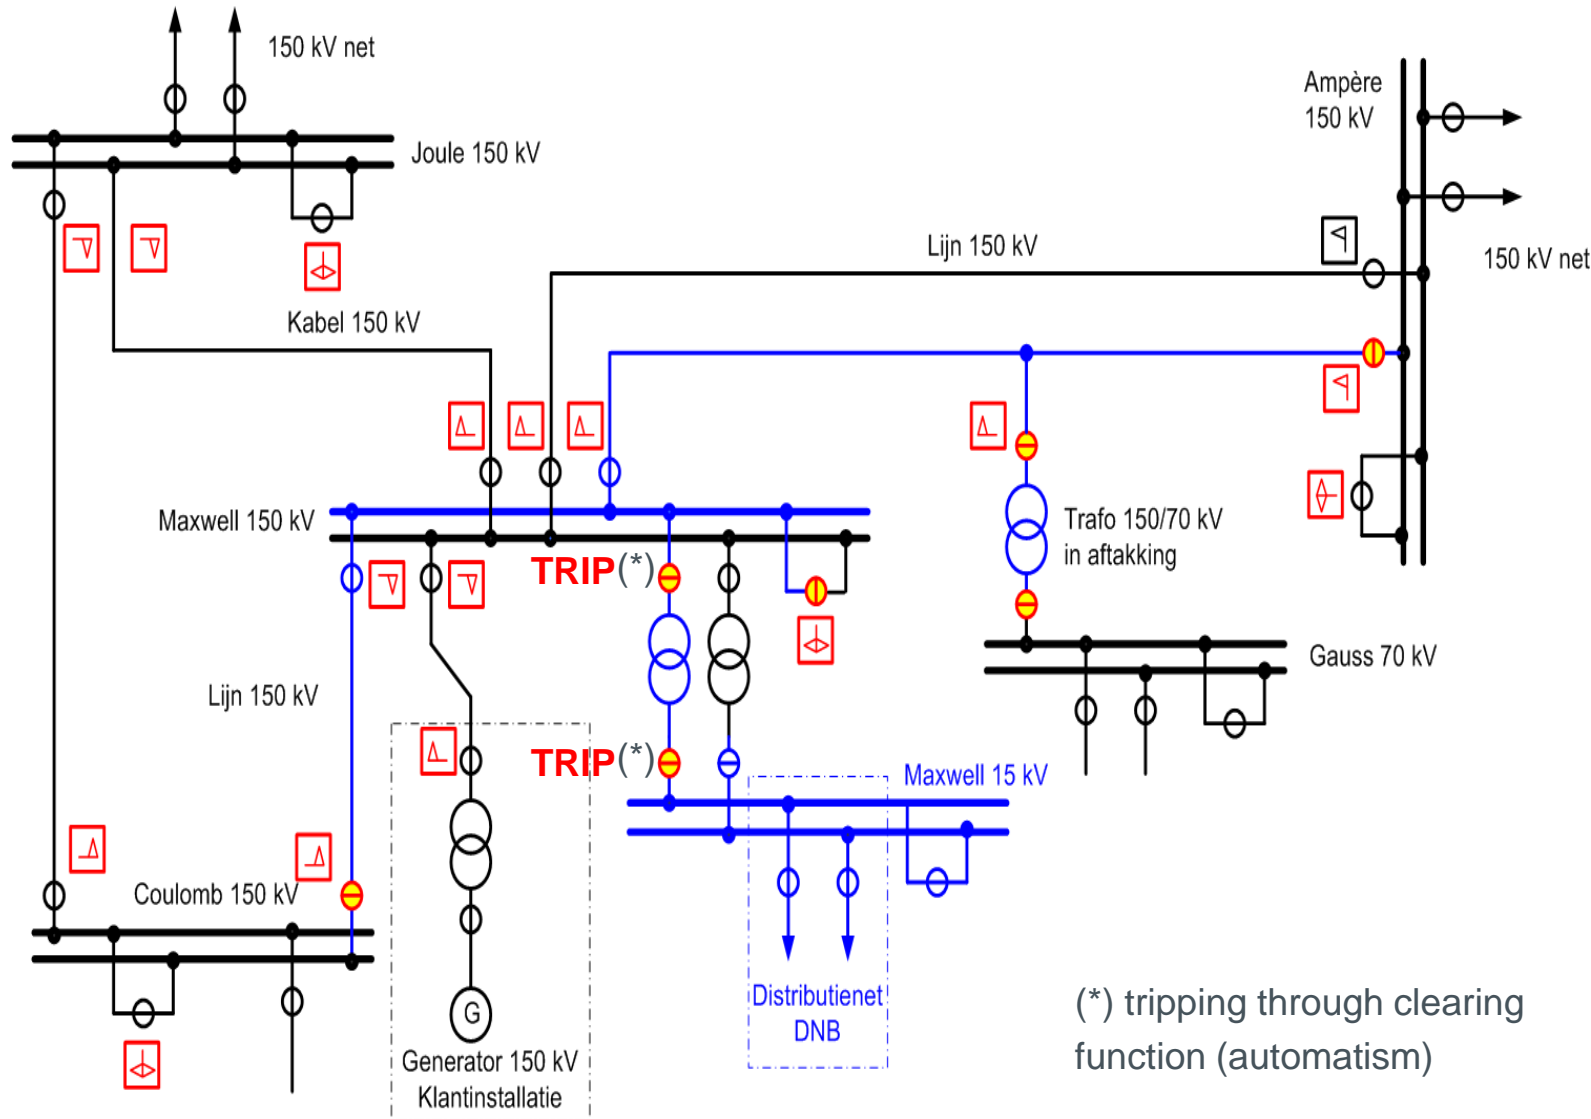 150 kV net
Joule 150 kV
Ampère
150 kV
Lijn 150 kV
150 kV net
Kabel 150 kV
Maxwell 150 kV
TRIP(*)
Trafo 150/70 kV
in aftakking
Gauss 70 kV
Lijn 150 kV
TRIP(*)
Maxwell 15 kV
Coulomb 150 kV
Distributienet
DNB
G
Generator 150 kV
Klantinstallatie
(*) tripping through clearing
function (automatism)